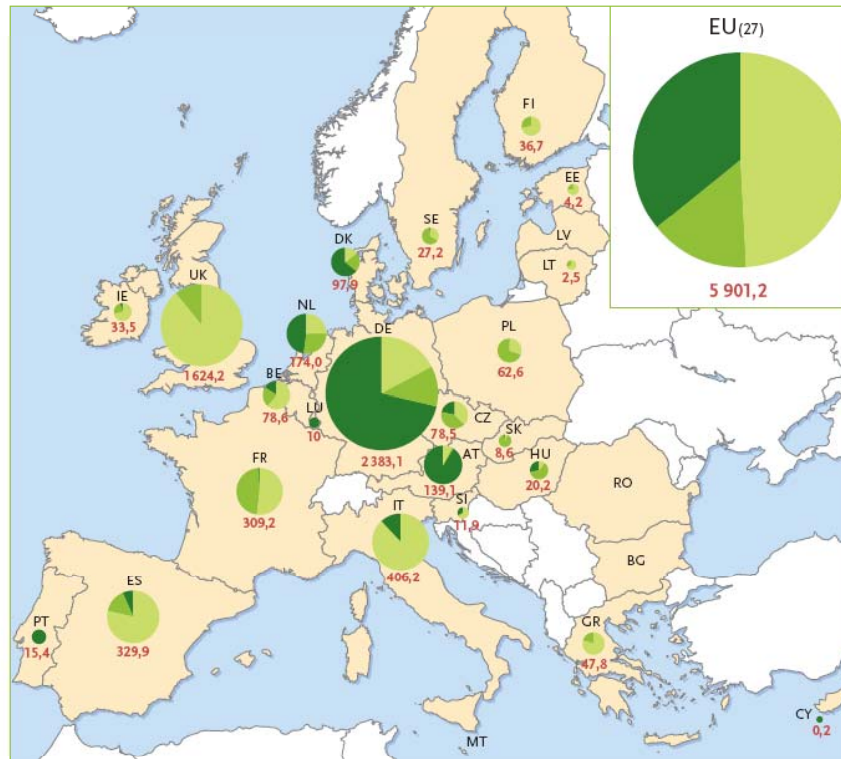 EU(27)
5 901,2
FI
36,7
EE
4,2
SE
27,2
LV
LT
2,5
DK
97,9
UK
1 624,2
IE
33,5
NL
174,0
DE
2 383,1
PL
62,6
BE
78,6
LU
10
CZ
78,5
SK
8,6
FR
309,2
AT
139,1
HU
20,2
RO
SI
11,9
IT
406,2
BG
ES
329,9
PT
15,4
GR
47,8
CY
0,2
MT